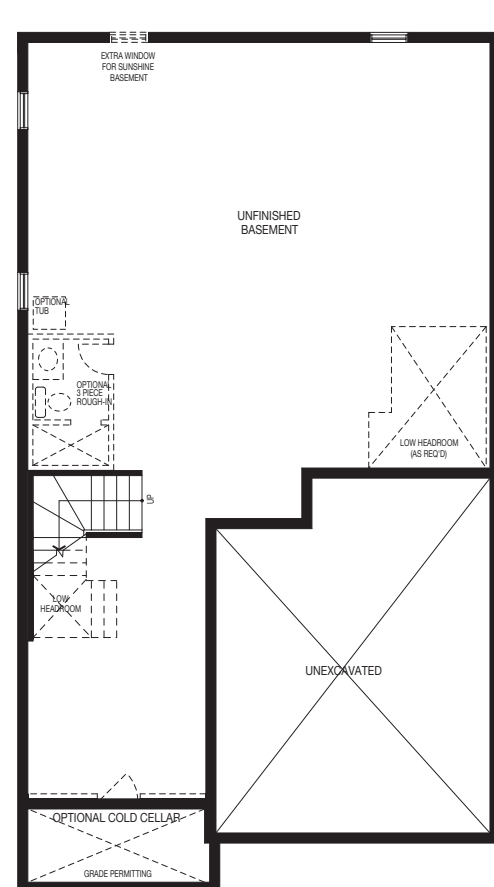 EXTRA WINDOW
FOR SUNSHINE
BASEMENT
UNFINISHED
BASEMENT
OPTIONAL
TUB
OPTIONAL
3 PIECE
ROUGH-IN
LOW HEADROOM
(AS REQ'D)
UP
LOW
HEADROOM
UNEXCAVATED
OPTIONAL COLD CELLAR
GRADE PERMITTING